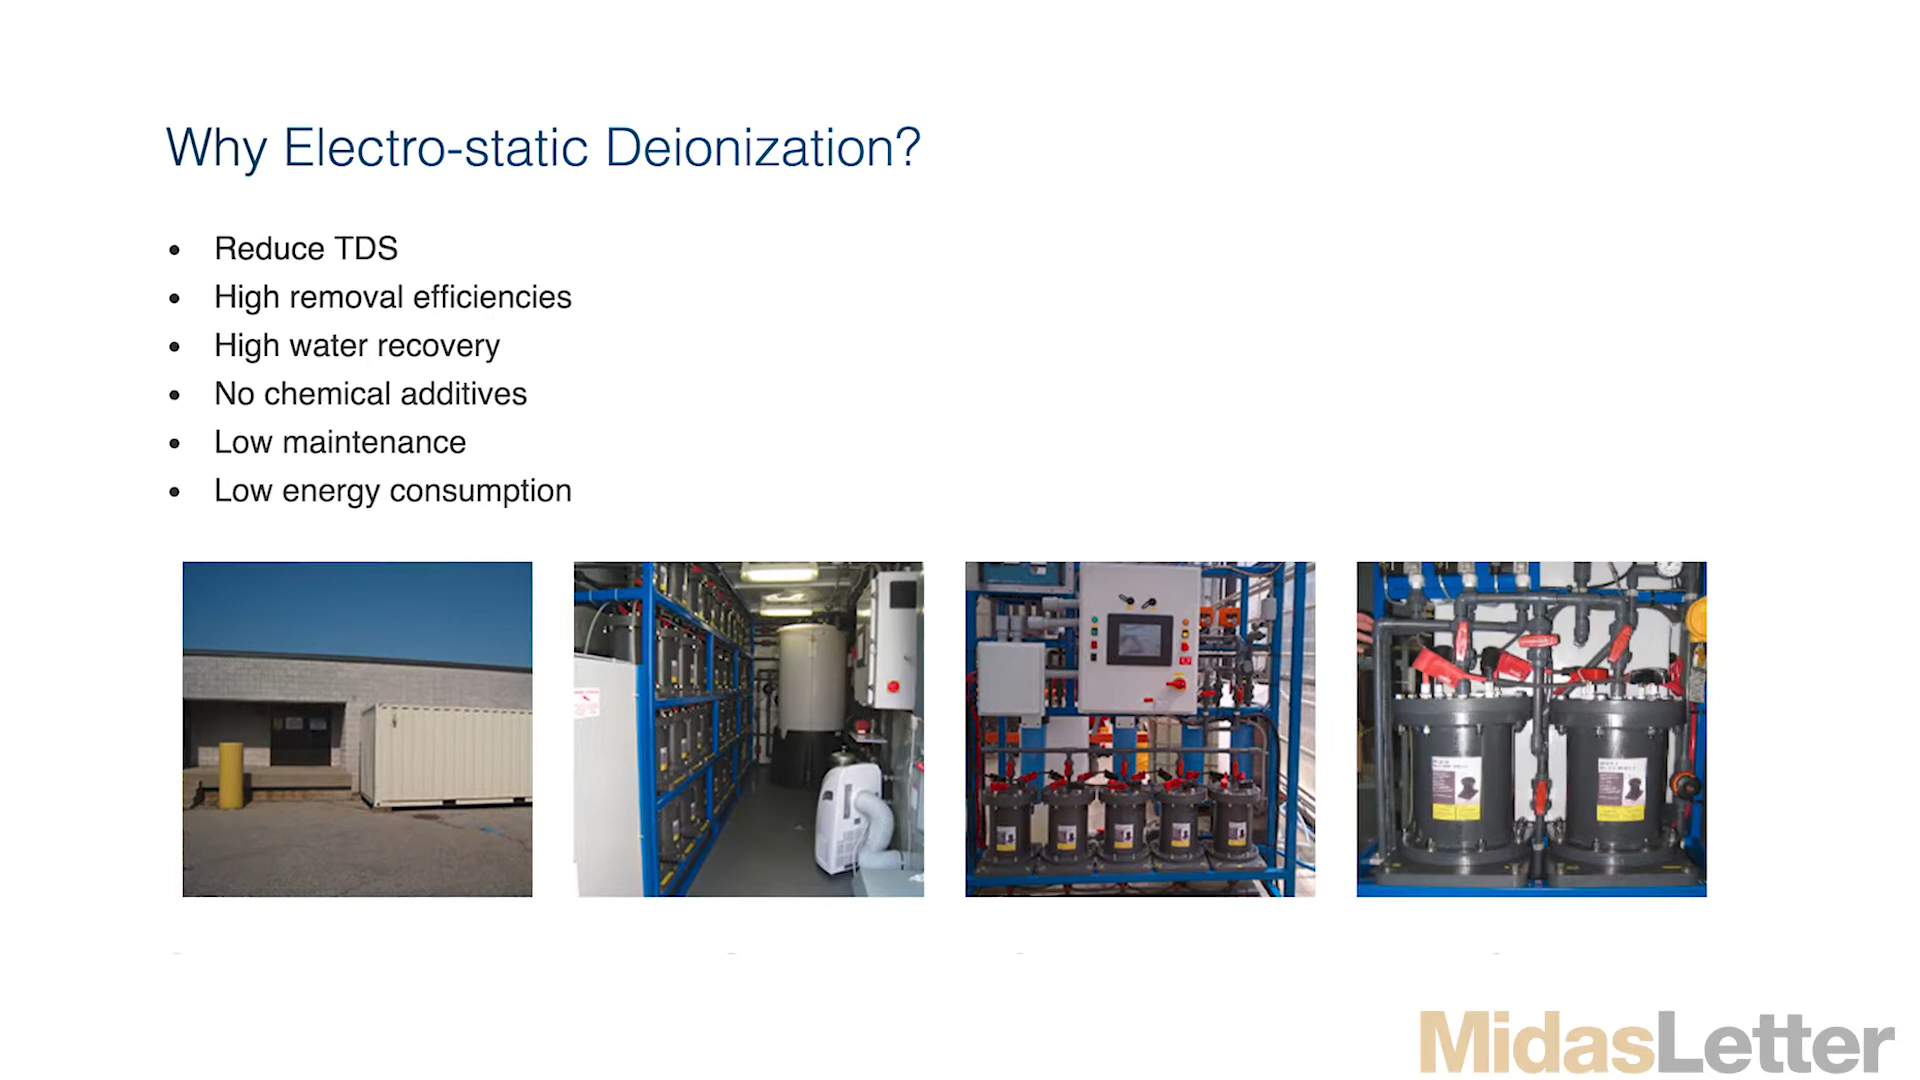 Why Electro-static Deionization?
• Reduce TDS
• High removal efficiencies
• High water recovery
• No chemical additives
• Low maintenance
• Low energy consumption
MidasLetter